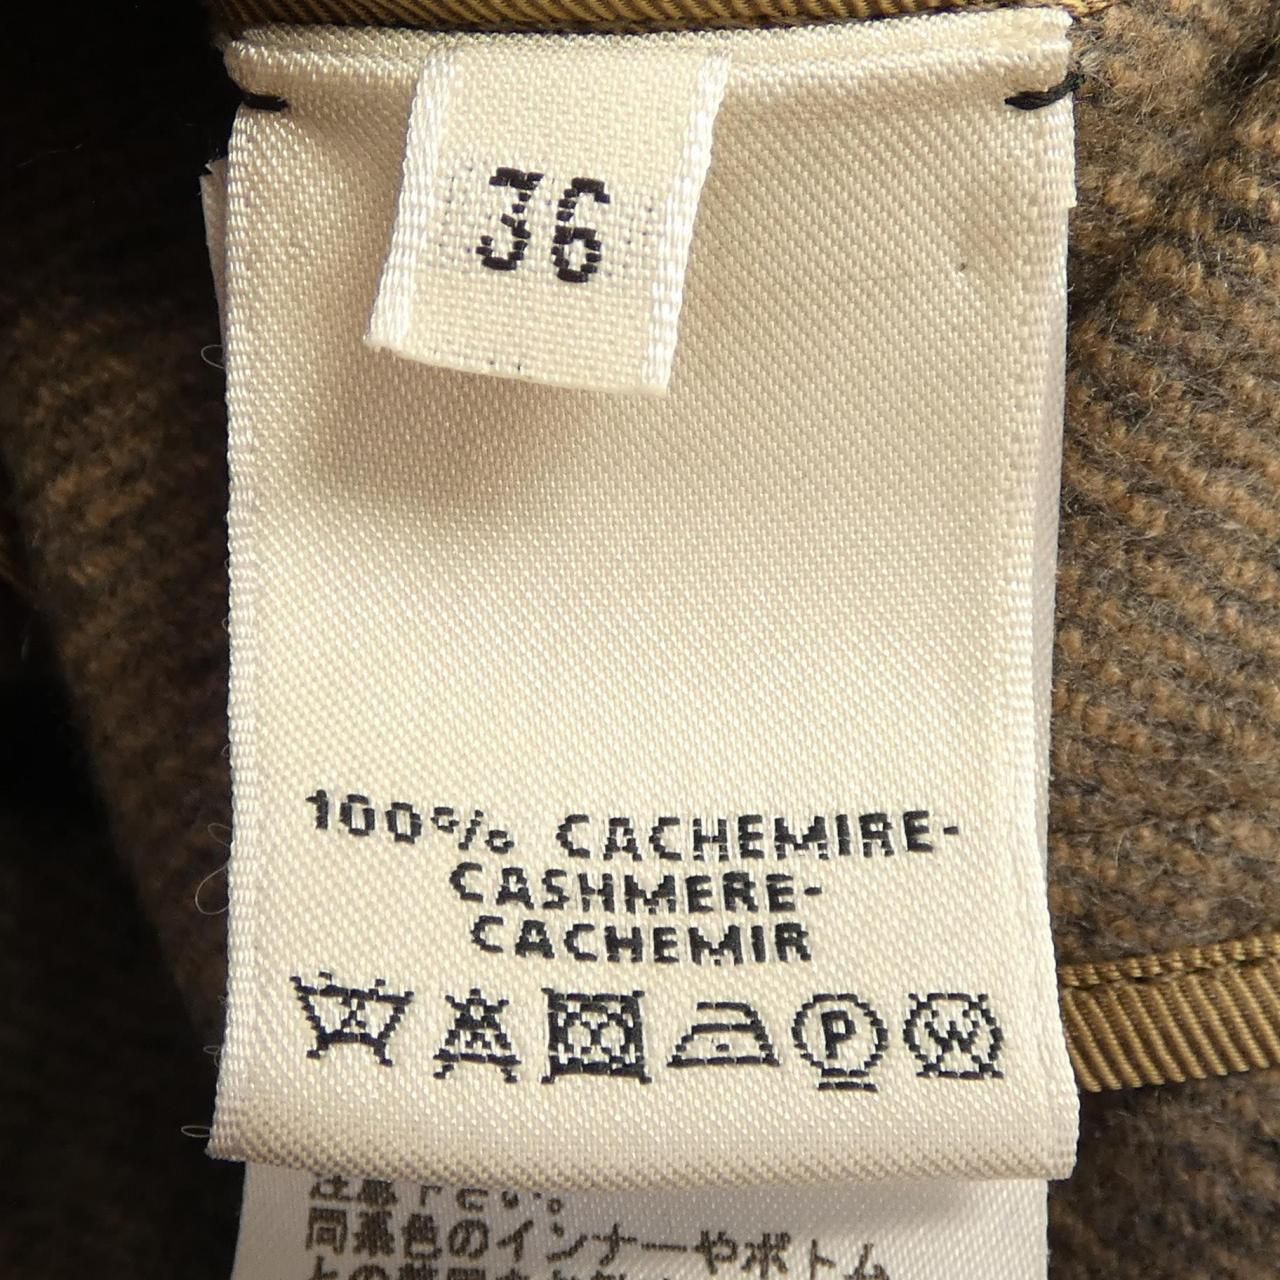 36
100% CACHEMIRE-
CASHMERE-
CACHEMIR
P W
同系色のインナーやボトム